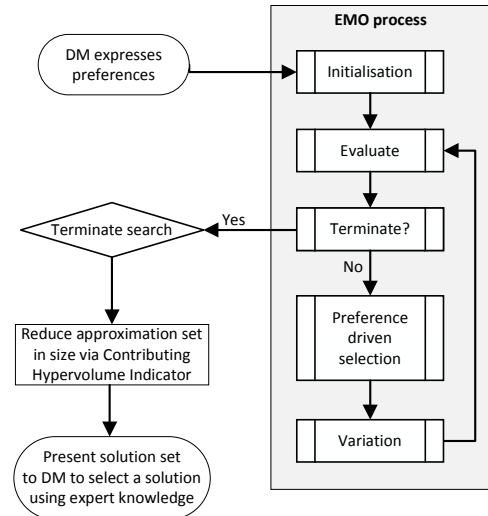 EMO process
DM expresses
preferences
Initialisation
Evaluate
Terminate?
Yes
Terminate search
No
Reduce approximation set
in size via Contributing
Hypervolume Indicator
Preference
driven
selection
Variation
Present solution set
to DM to select a solution
using expert knowledge